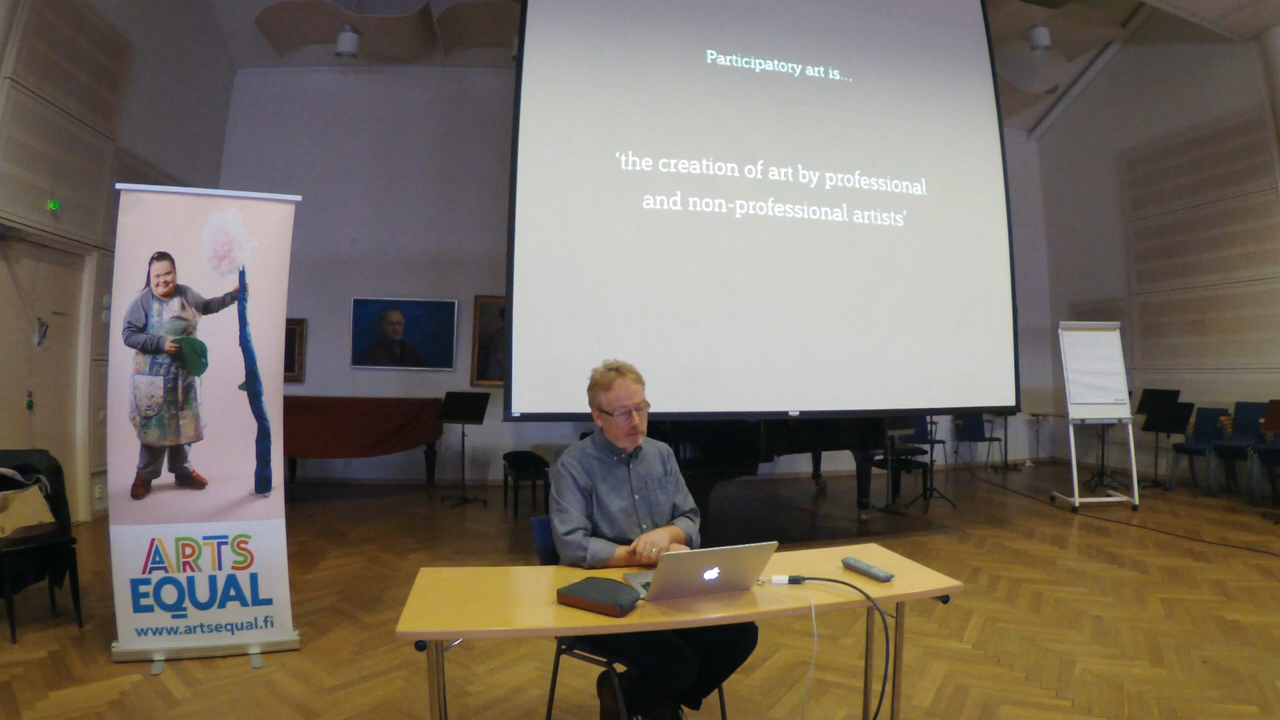 Participatory art is...
‘the creation of art by professional
and non-professional artists’
ARTS
EQUAL
www.artsequal.fi